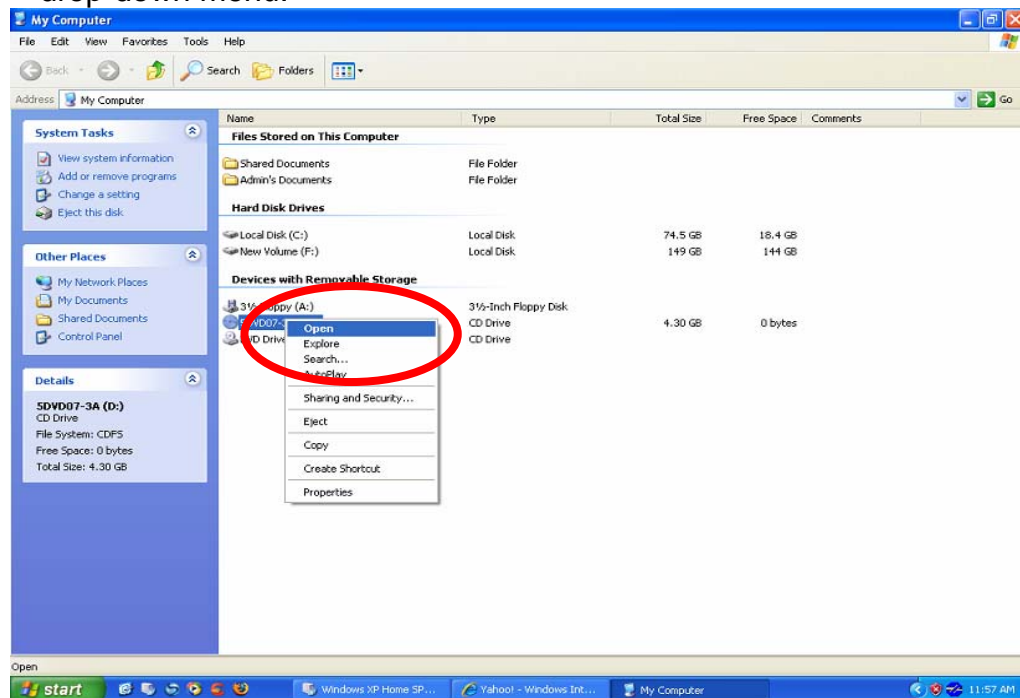 drop-down menu.
My Computer
File Edit View Favorites Tools Help
Back Search Folders
Address My Computer Go
Name Type Total Size Free Space Comments
System Tasks
View system information
Add or remove programs
Change a setting
Eject this disk
Other Places
My Network Places
My Documents
Shared Documents
Control Panel
Details
SDVD07-3A (D:)
CD Drive
File System: CDFS
Free Space: 0 bytes
Total Size: 4.30 GB
Files Stored on This Computer
Shared Documents File Folder
Admin's Documents File Folder
Hard Disk Drives
Local Disk (C:) Local Disk 74.5 GB 18.4 GB
New Volume (F:) Local Disk 149 GB 144 GB
Devices with Removable Storage
3½ Floppy (A:) 3½-Inch Floppy Disk
CD Drive 4.30 GB 0 bytes
Drive CD Drive
Open
Explore
Search...
AutoPlay
Sharing and Security...
Eject
Copy
Create Shortcut
Properties
Open
start Windows XP Home SP... Yahoo! - Windows Int... My Computer 11:57 AM